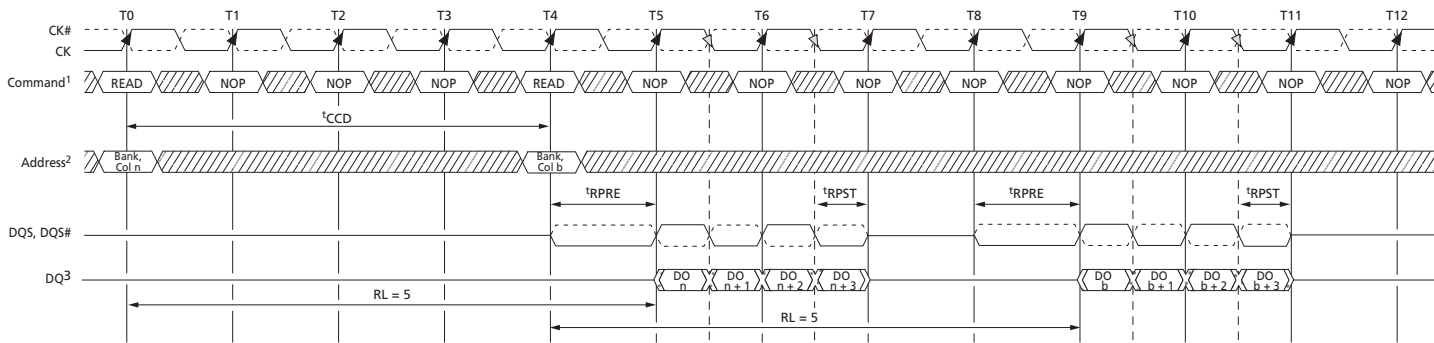 T0 T1 T2 T3 T4 T5 T6 T7 T8 T9 T10 T11 T12
CK#
CK
Command1 READ NOP NOP NOP READ NOP NOP NOP NOP NOP NOP NOP NOP
tCCD
Address2 Bank, Col n Bank, Col b
tRPRE tRPST tRPRE tRPST
DQS, DQS#
DQ3 DO n DO n + 1 DO n + 2 DO n + 3 DO b DO b + 1 DO b + 2 DO b + 3
RL = 5
RL = 5